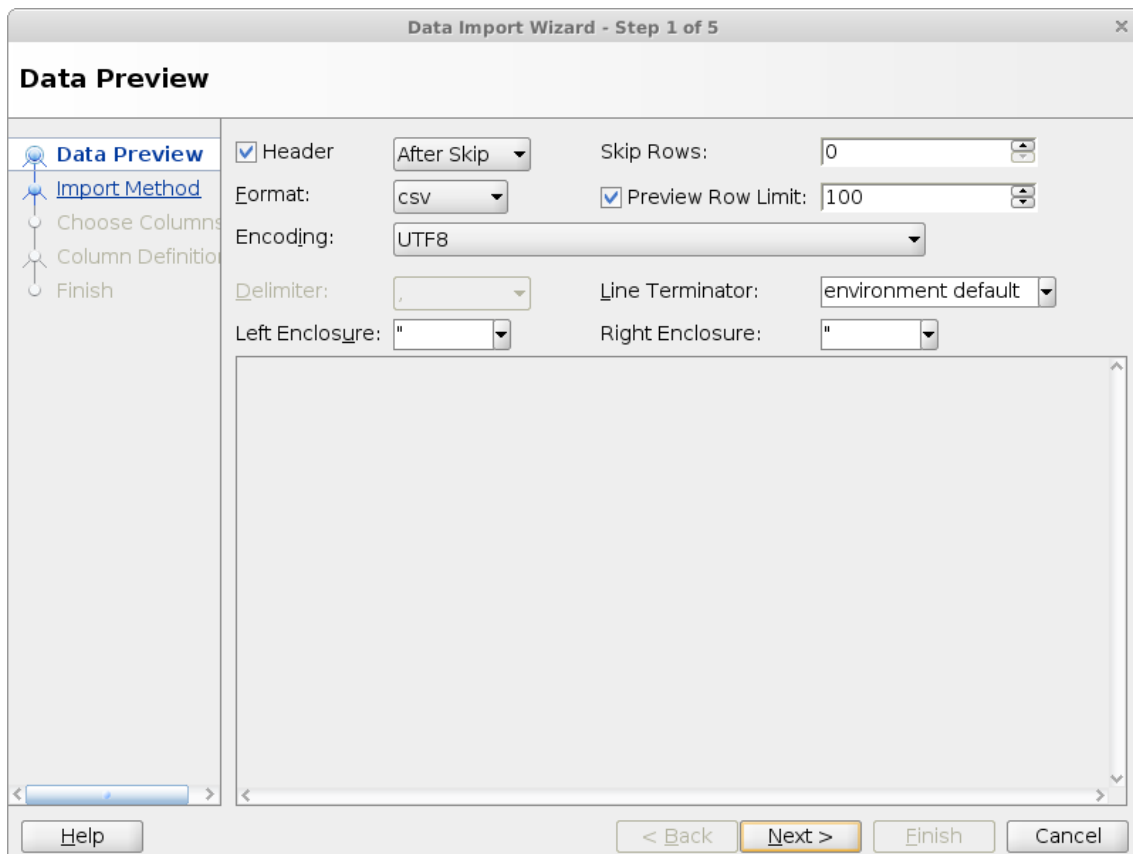 Data Import Wizard - Step 1 of 5
Data Preview
Data Preview
Import Method
Choose Columns
Column Definitio
Finish
Header After Skip Skip Rows: 0
Format: csv Preview Row Limit: 100
Encoding: UTF8
Delimiter: , Line Terminator: environment default
Left Enclosure: " Right Enclosure: "
Help < Back Next > Finish Cancel